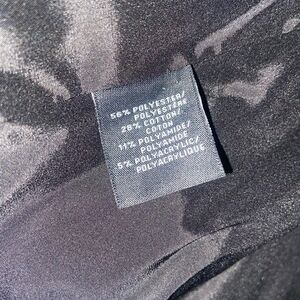 56% POLYESTER/
POLYESTERE
28% COTTON/
COTON
11% POLYAMIDE/
POLYAMIDE
5% POLYACRYLIC/
POLYACRYLIQUE